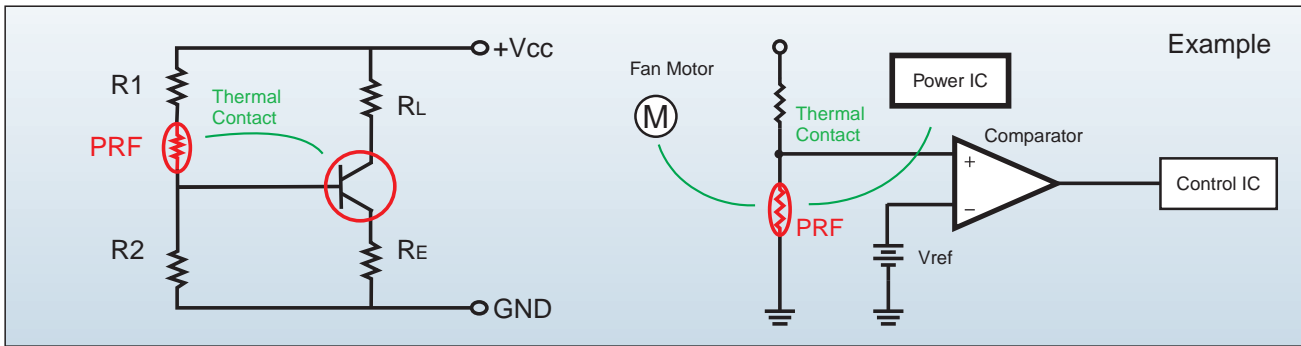 +Vcc
R1
Thermal
Contact
RL
PRF
R2
RE
GND
Example
Fan Motor
M
Power IC
Thermal
Contact
Comparator
+
−
Control IC
PRF
Vref